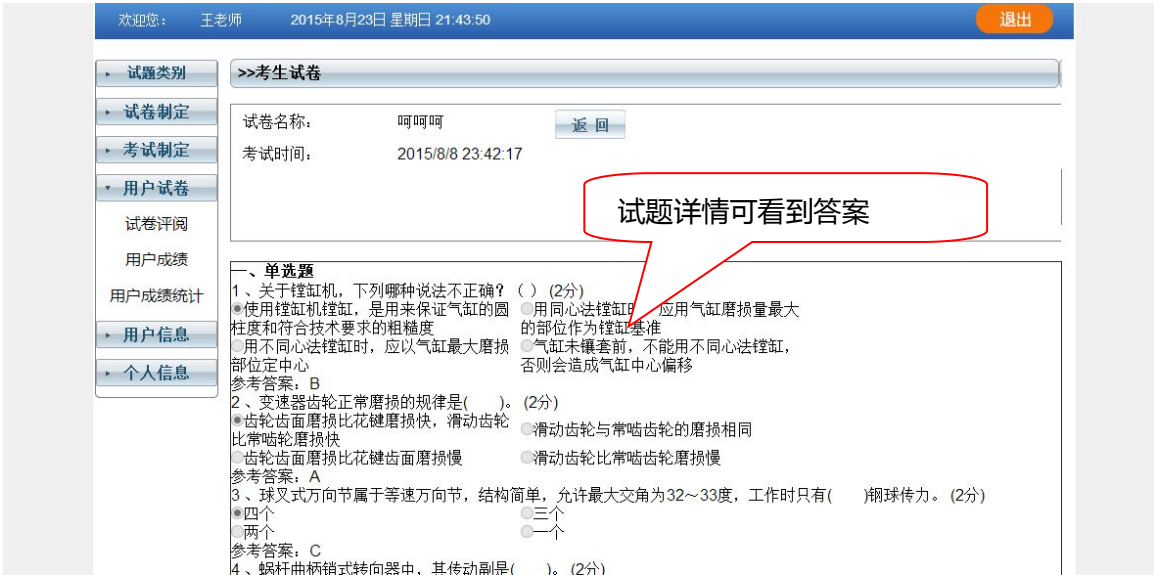 欢迎您： 王老师 2015年8月23日 星期日 21:43:50 退出
试题类别
试卷制定
考试制定
用户试卷
试卷评阅
用户成绩
用户成绩统计
用户信息
个人信息
>>考生试卷
试卷名称： 呵呵呵 返 回
考试时间： 2015/8/8 23:42:17
试题详情可看到答案
一、单选题
1、关于镗缸机，下列哪种说法不正确？（ ）(2分)
使用镗缸机镗缸，是用来保证气缸的圆 用同心法镗缸时，应用气缸磨损量最大
柱度和符合技术要求的粗糙度 的部位作为镗缸基准
用不同心法镗缸时，应以气缸最大磨损 气缸未镶套前，不能用不同心法镗缸，
部位定中心 否则会造成气缸中心偏移
参考答案：B
2、变速器齿轮正常磨损的规律是( )。(2分)
齿轮齿面磨损比花键磨损快，滑动齿轮 滑动齿轮与常啮齿轮的磨损相同
比常啮轮磨损快
齿轮齿面磨损比花键齿面磨损慢 滑动齿轮比常啮齿轮磨损慢
参考答案：A
3、球叉式万向节属于等速万向节，结构简单，允许最大交角为32～33度，工作时只有( )钢球传力。(2分)
四个 三个
两个 一个
参考答案：C
4、蜗杆曲柄销式转向器中，其传动副是( )。(2分)